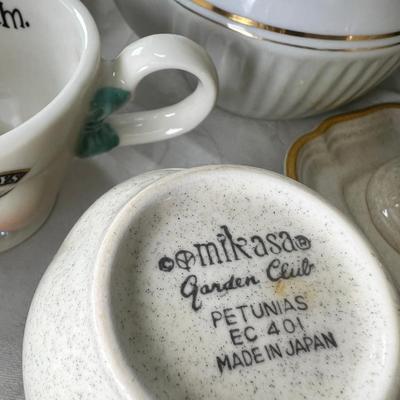 m.
©mikasa®
Garden Club
PETUNIAS
EC 401
MADE IN JAPAN